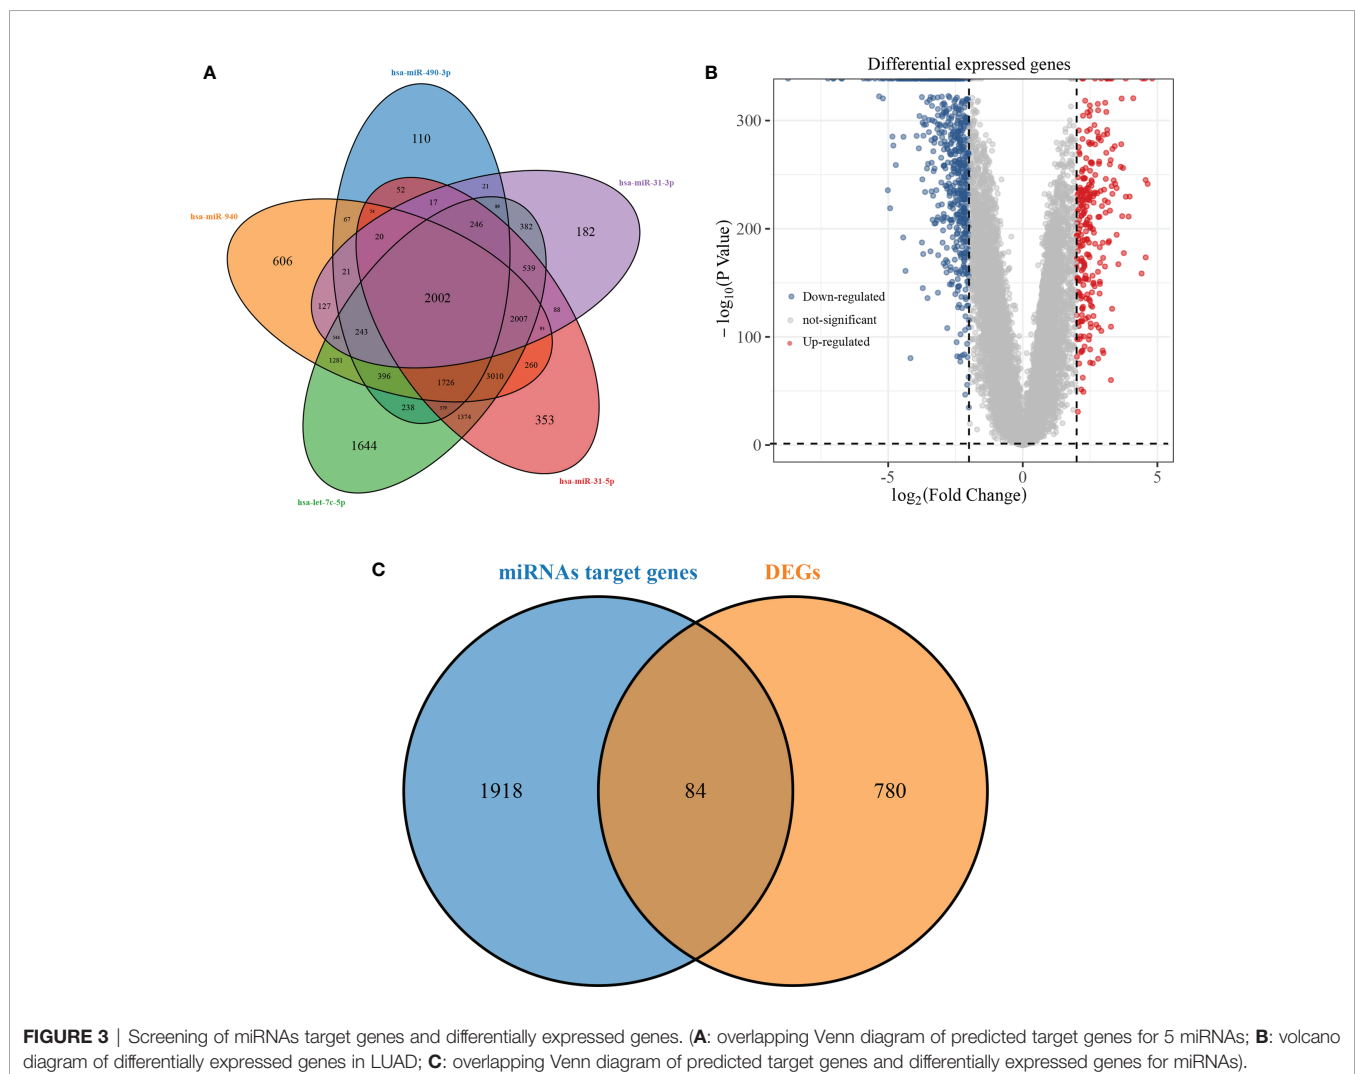 A
hsa-miR-490-3p
110
hsa-miR-31-3p
182
hsa-miR-940
606
52
21
17
67
20
246
382
21
539
2002
127
243
2007
88
1281
396
1726
3010
260
238
1374
353
1644
hsa-miR-31-5p
hsa-let-7c-5p
B
Differential expressed genes
300
200
100
0
− log10(P Value)
Down-regulated
not-significant
Up-regulated
-5
0
5
log2(Fold Change)
C
miRNAs target genes
DEGs
1918
84
780
FIGURE 3 | Screening of miRNAs target genes and differentially expressed genes. (A: overlapping Venn diagram of predicted target genes for 5 miRNAs; B: volcano
diagram of differentially expressed genes in LUAD; C: overlapping Venn diagram of predicted target genes and differentially expressed genes for miRNAs).